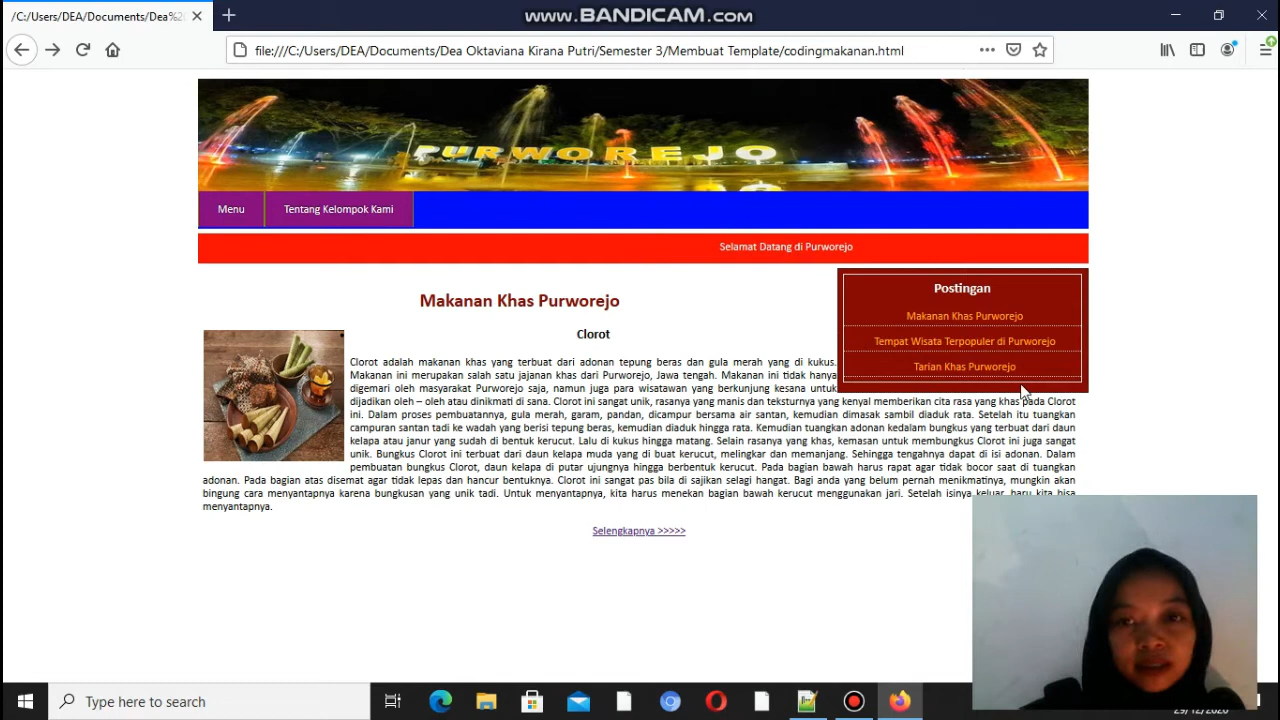 /C:/Users/DEA/Documents/Dea%20
www.BANDICAM.com
file:///C:/Users/DEA/Documents/Dea Oktaviana Kirana Putri/Semester 3/Membuat Template/codingmakanan.html
PURWOREJO
Menu
Tentang Kelompok Kami
Selamat Datang di Purworejo
Makanan Khas Purworejo
Clorot
Clorot adalah makanan khas yang terbuat dari adonan tepung beras dan gula merah yang di kukus.
Makanan ini merupakan salah satu jajanan khas dari Purworejo, Jawa tengah. Makanan ini tidak hanya
digemari oleh masyarakat Purworejo saja, namun juga para wisatawan yang berkunjung kesana untuk
dijadikan oleh – oleh atau dinikmati di sana. Clorot ini sangat unik, rasanya yang manis dan teksturnya yang kenyal memberikan cita rasa yang khas pada Clorot
ini. Dalam proses pembuatannya, gula merah, garam, pandan, dicampur bersama air santan, kemudian dimasak sambil diaduk rata. Setelah itu tuangkan
campuran santan tadi ke wadah yang berisi tepung beras, kemudian diaduk hingga rata. Kemudian tuangkan adonan kedalam bungkus yang terbuat dari daun
kelapa atau janur yang sudah di bentuk kerucut. Lalu di kukus hingga matang. Selain rasanya yang khas, kemasan untuk membungkus Clorot ini juga sangat
unik. Bungkus Clorot ini terbuat dari daun kelapa muda yang di buat kerucut, melingkar dan memanjang. Sehingga tengahnya dapat di isi adonan. Dalam
pembuatan bungkus Clorot, daun kelapa di putar ujungnya hingga berbentuk kerucut. Pada bagian bawah harus rapat agar tidak bocor saat di tuangkan
adonan. Pada bagian atas disemat agar tidak lepas dan hancur bentuknya. Clorot ini sangat pas bila di sajikan selagi hangat. Bagi anda yang belum pernah menikmatinya, mungkin akan
bingung cara menyantapnya karena bungkusan yang unik tadi. Untuk menyantapnya, kita harus menekan bagian bawah kerucut menggunakan jari. Setelah isinya keluar, baru kita bisa
menyantapnya.
Selengkapnya >>>>>
Postingan
Makanan Khas Purworejo
Tempat Wisata Terpopuler di Purworejo
Tarian Khas Purworejo
Type here to search
29/12/2020